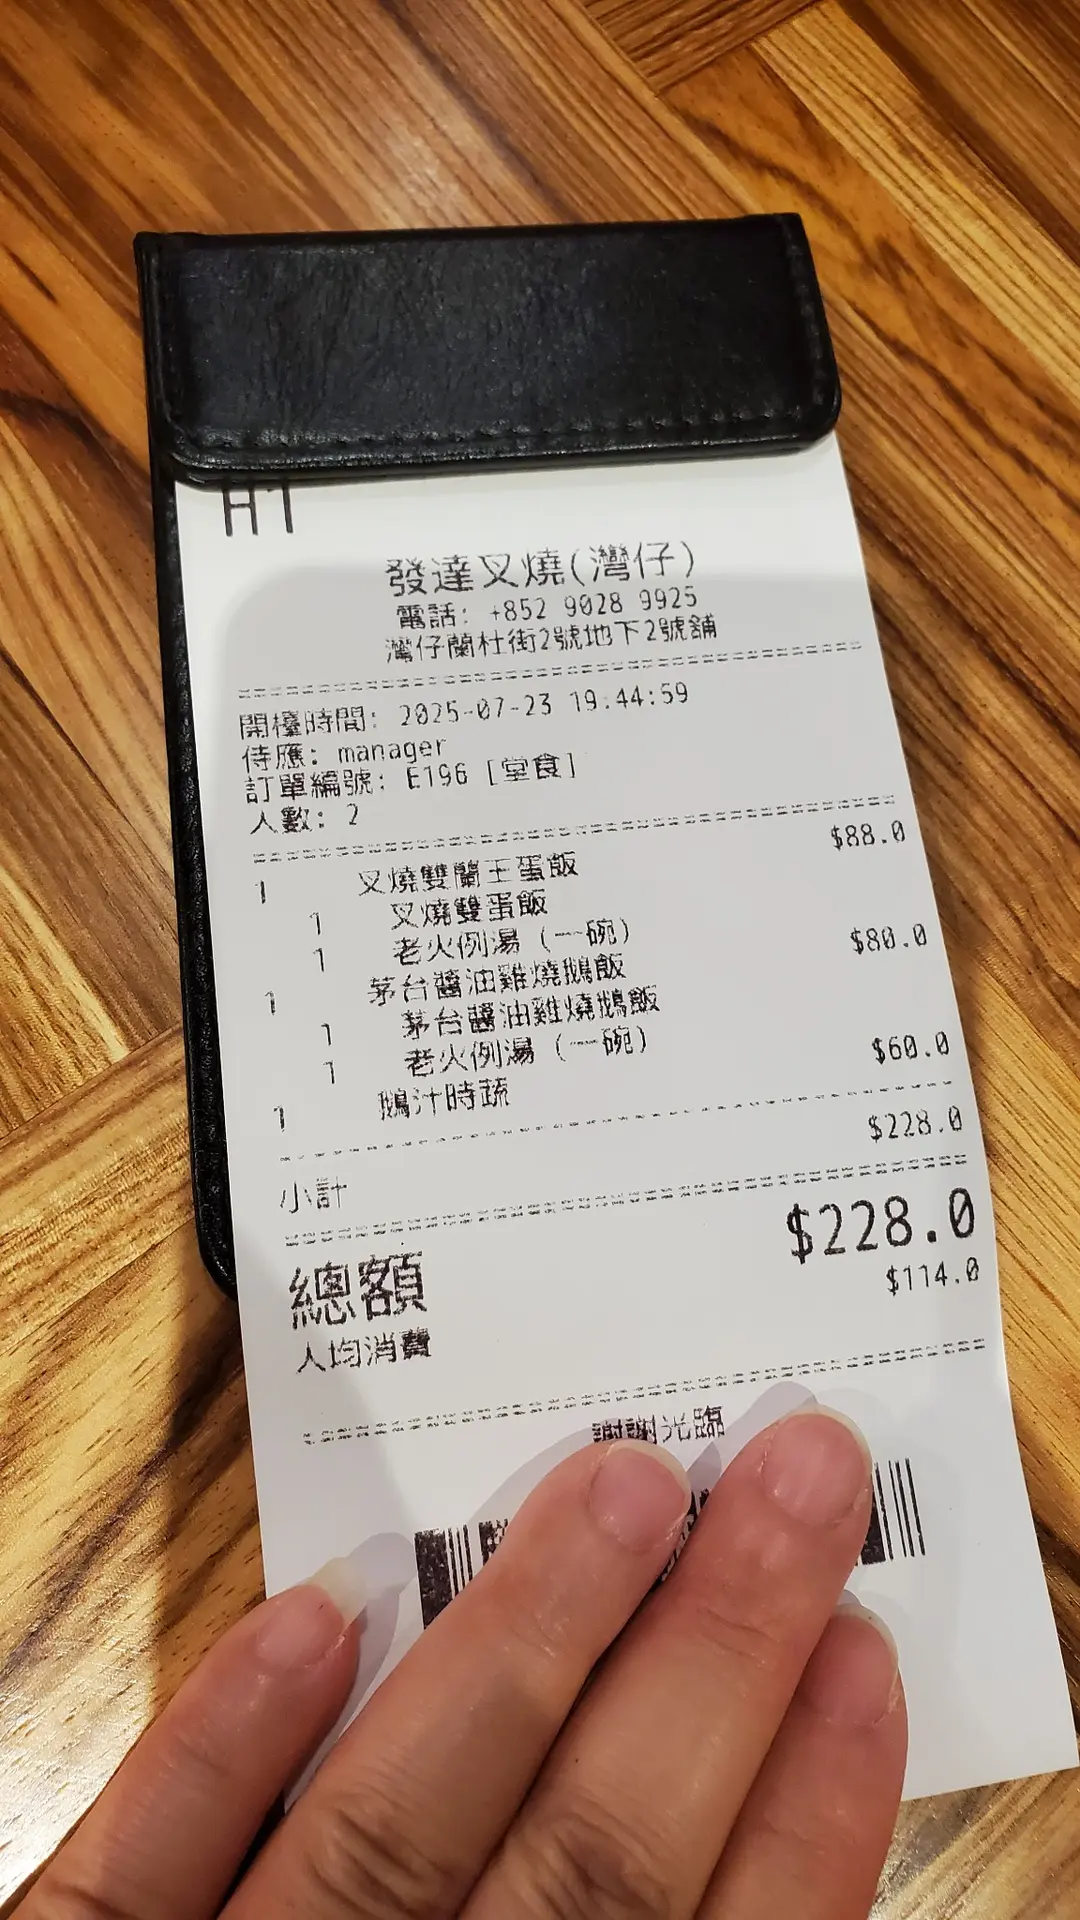 H1
發達叉燒(灣仔)
電話: +852 9028 9925
灣仔蘭杜街2號地下2號舖
開檯時間: 2025-07-23 19:44:59
侍應: manager
訂單編號: E196 [堂食]
人數: 2
1 叉燒雙蘭王蛋飯 $88.0
1 叉燒雙蛋飯
1 老火例湯 (一碗)
1 茅台醬油雞燒鵝飯 $80.0
1 茅台醬油雞燒鵝飯
1 老火例湯 (一碗)
1 鵝汁時蔬 $60.0
小計 $228.0
總額 $228.0
人均消費 $114.0
謝謝光臨